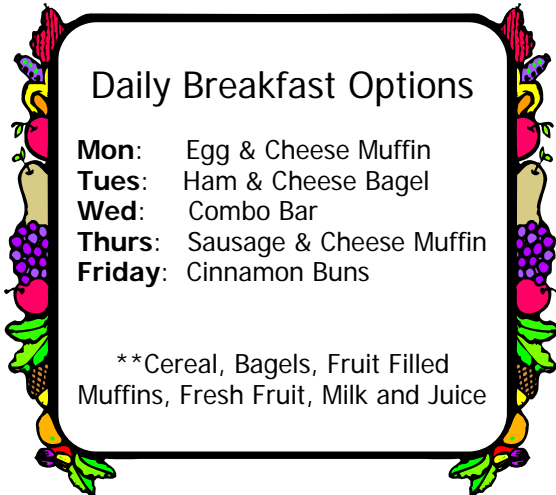 Daily Breakfast Options
Mon: Egg & Cheese Muffin
Tues: Ham & Cheese Bagel
Wed: Combo Bar
Thurs: Sausage & Cheese Muffin
Friday: Cinnamon Buns
**Cereal, Bagels, Fruit Filled
Muffins, Fresh Fruit, Milk and Juice